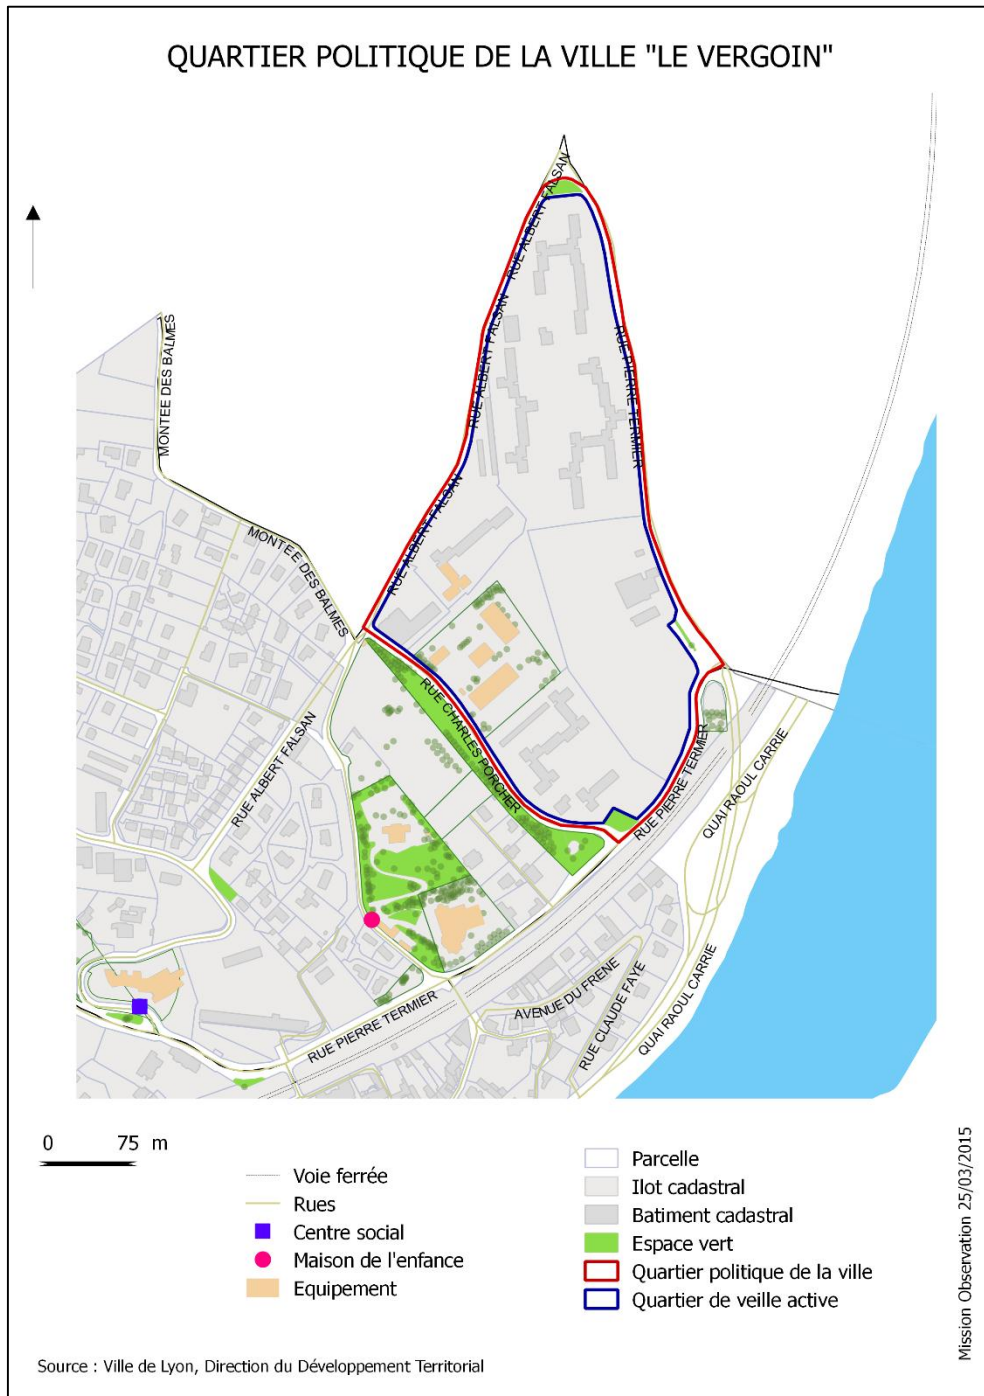 QUARTIER POLITIQUE DE LA VILLE "LE VERGOIN"
RUE ALBERT FALSAN
RUE ALBERT FALSAN
RUE PIERRE TERMIER
MONTEE DES BALMES
RUE ALBERT FALSAN
MONTEE DES BALMES
RUE CHARLES PORCHER
RUE ALBERT FALSAN
RUE PIERRE TERMIER
QUAI RAOUL CARRIE
AVENUE DU FRENE
RUE CLAUDE FAYE
QUAI RAOUL CARRIE
RUE PIERRE TERMIER
0 75 m
Voie ferrée
Rues
Centre social
Maison de l'enfance
Equipement
Parcelle
Ilot cadastral
Batiment cadastral
Espace vert
Quartier politique de la ville
Quartier de veille active
Mission Observation 25/03/2015
Source : Ville de Lyon, Direction du Développement Territorial